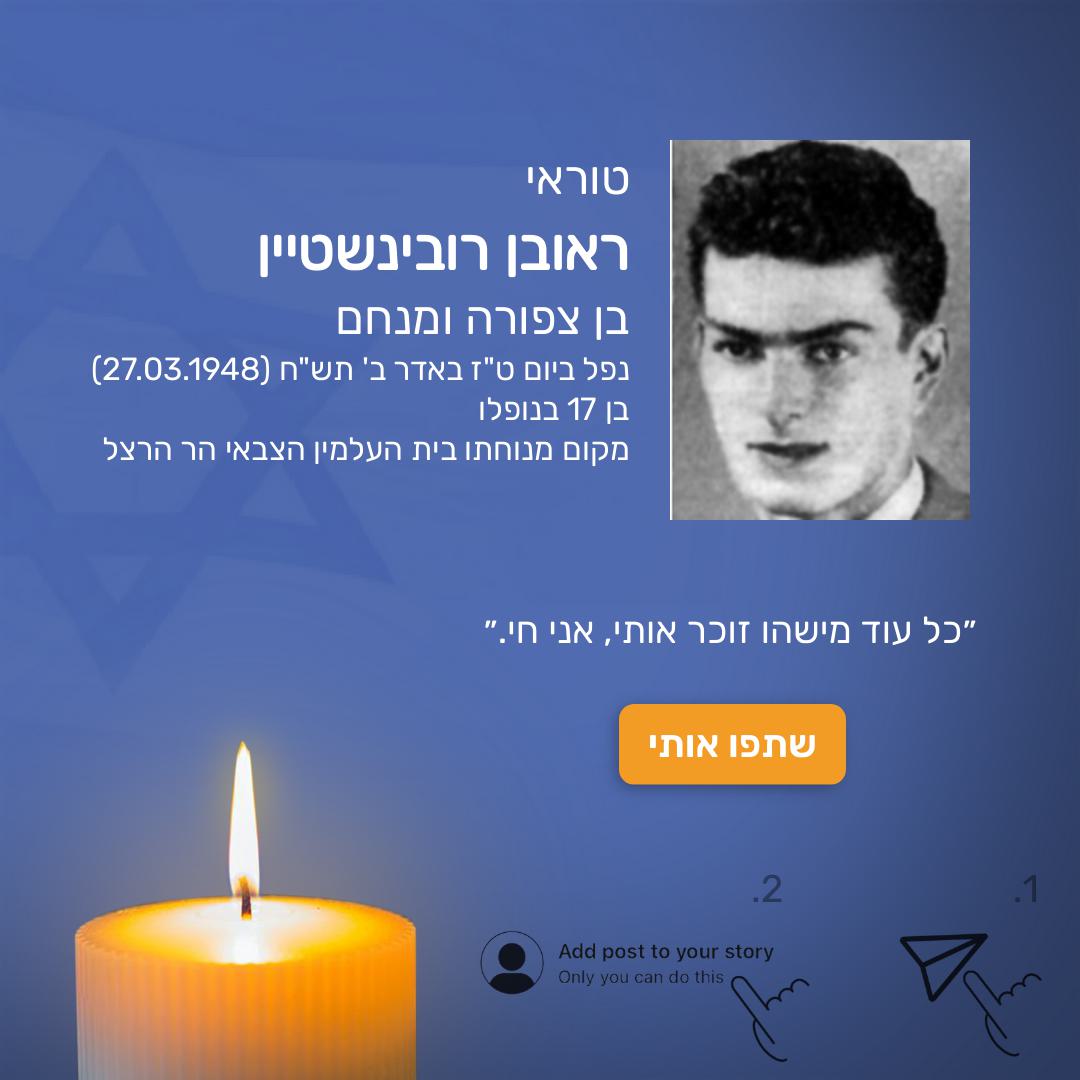 טוראי
ראובן רובינשטיין
בן צפורה ומנחם
נפל ביום ט"ז באדר ב' תש"ח (27.03.1948)
בן 17 בנופלו
מקום מנוחתו בית העלמין הצבאי הר הרצל
״כל עוד מישהו זוכר אותי, אני חי.״
שתפו אותי
.1
.2
Add post to your story
Only you can do this